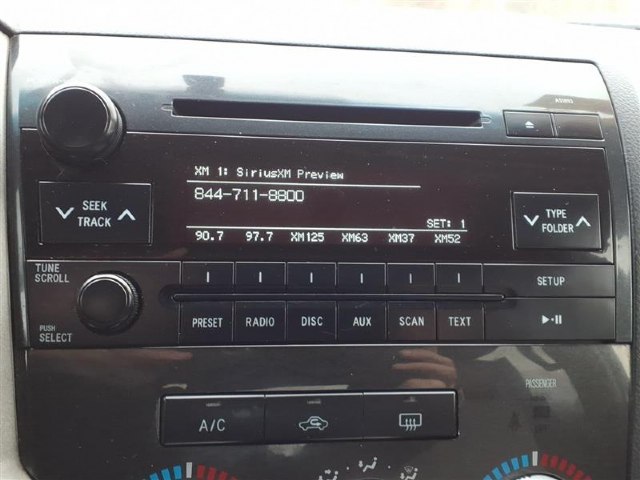 XM 1: SiriusXM Preview
844-711-8800
SET: 1
90.7 97.7 XM125 XM63 XM37 XM52
SEEK
TRACK
TYPE
FOLDER
TUNE
SCROLL
PUSH
SELECT
SETUP
PRESET RADIO DISC AUX SCAN TEXT
A/C
PASSENGER